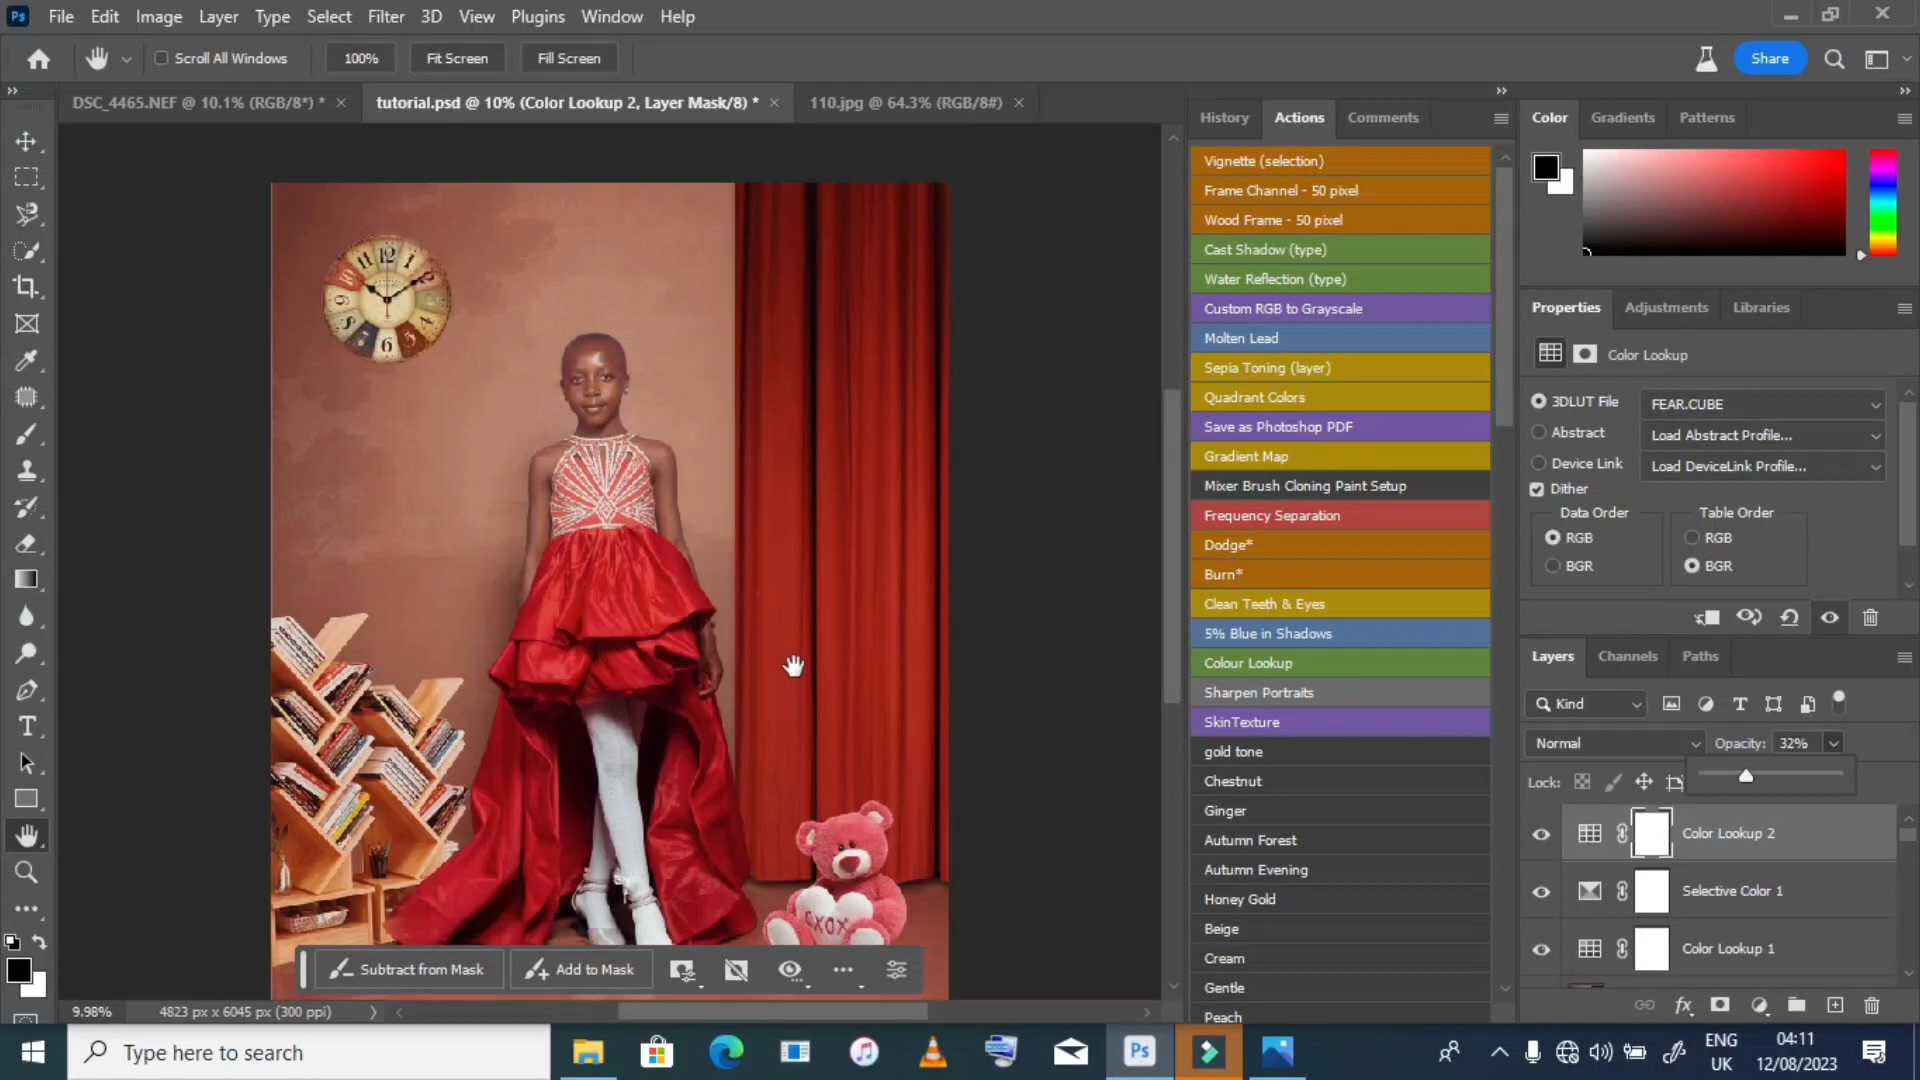 Ps File Edit Image Layer Type Select Filter 3D View Plugins Window Help
Scroll All Windows 100% Fit Screen Fill Screen Share
DSC_4465.NEF @ 10.1% (RGB/8*) * tutorial.psd @ 10% (Color Lookup 2, Layer Mask/8) * 110.jpg @ 64.3% (RGB/8#)
History Actions Comments
Vignette (selection)
Frame Channel - 50 pixel
Wood Frame - 50 pixel
Cast Shadow (type)
Water Reflection (type)
Custom RGB to Grayscale
Molten Lead
Sepia Toning (layer)
Quadrant Colors
Save as Photoshop PDF
Gradient Map
Mixer Brush Cloning Paint Setup
Frequency Separation
Dodge*
Burn*
Clean Teeth & Eyes
5% Blue in Shadows
Colour Lookup
Sharpen Portraits
SkinTexture
gold tone
Chestnut
Ginger
Autumn Forest
Autumn Evening
Honey Gold
Beige
Cream
Gentle
Peach
Color Gradients Patterns
Properties Adjustments Libraries
Color Lookup
3DLUT File FEAR.CUBE
Abstract Load Abstract Profile...
Device Link Load DeviceLink Profile...
Dither
Data Order Table Order
RGB RGB
BGR BGR
Layers Channels Paths
Kind
Normal Opacity: 32%
Lock:
Color Lookup 2
Selective Color 1
Color Lookup 1
12
6
Subtract from Mask Add to Mask
9.98% 4823 px x 6045 px (300 ppi)
Type here to search
Ps
ENG
UK
04:11
12/08/2023